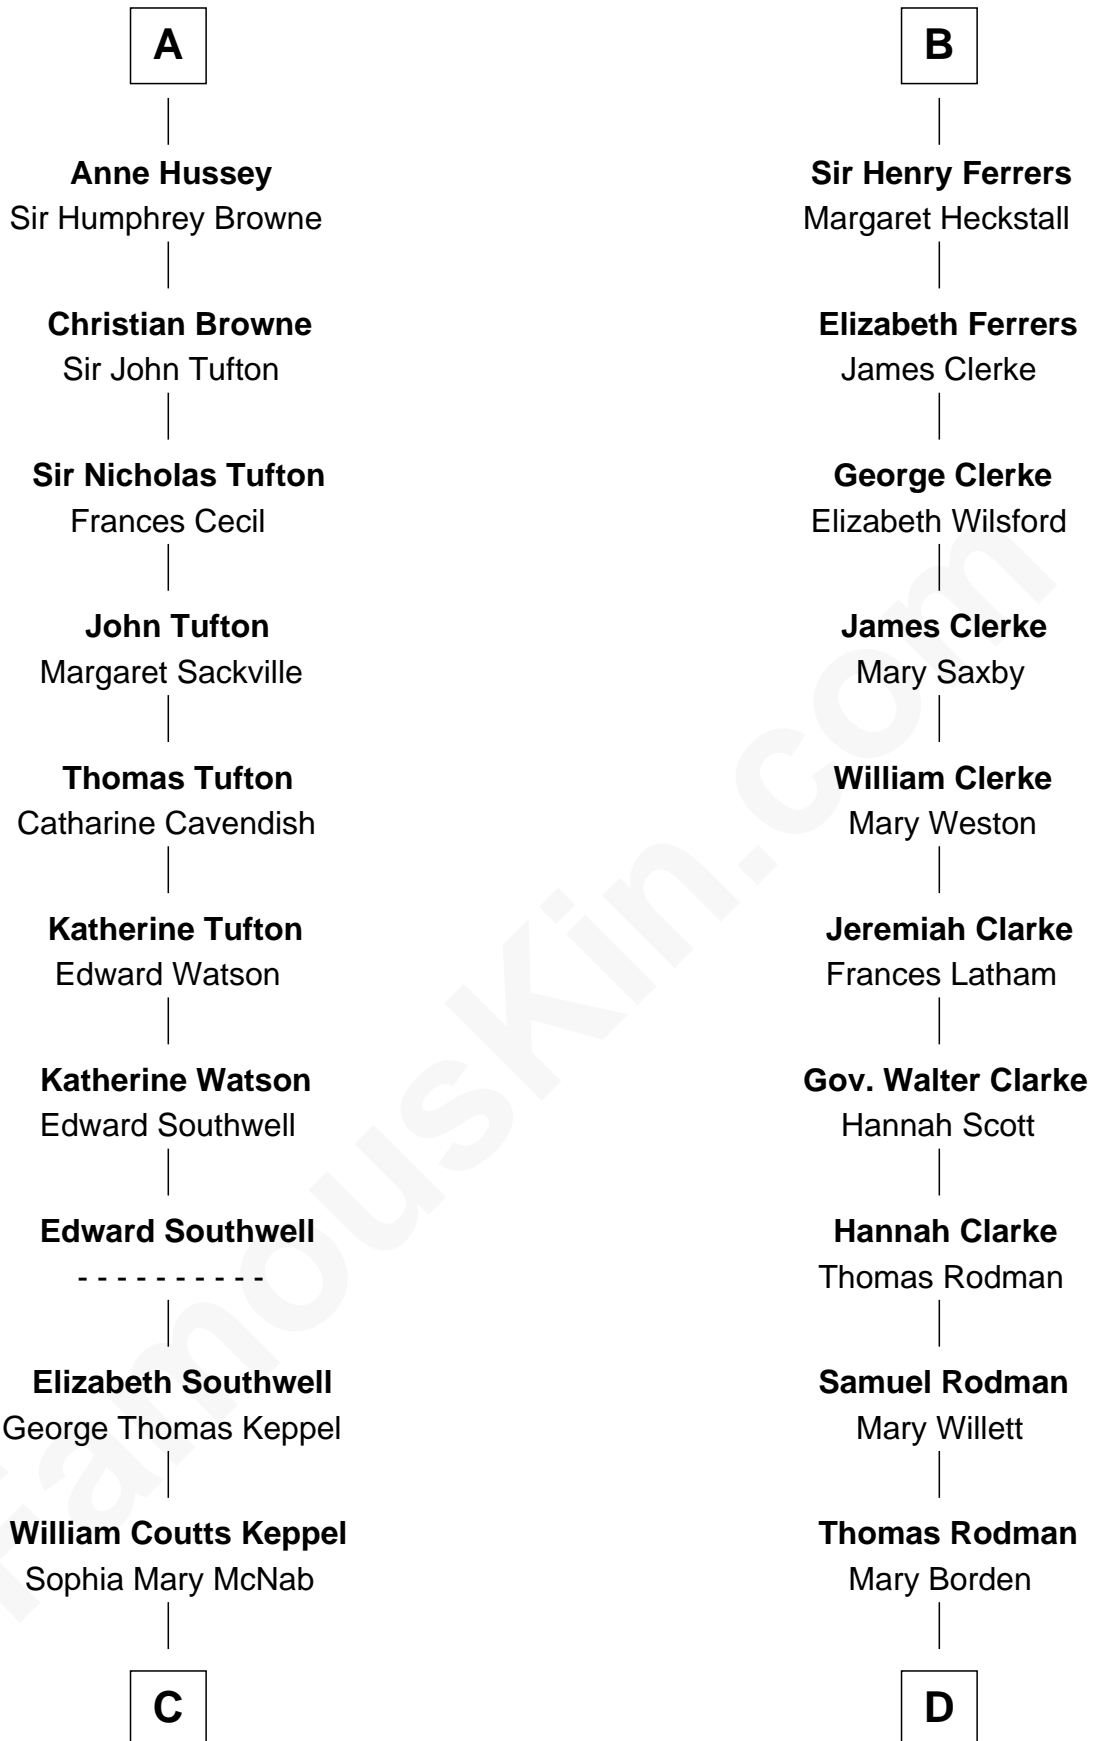 A
Anne Hussey
Sir Humphrey Browne
Christian Browne
Sir John Tufton
Sir Nicholas Tufton
Frances Cecil
John Tufton
Margaret Sackville
Thomas Tufton
Catharine Cavendish
Katherine Tufton
Edward Watson
Katherine Watson
Edward Southwell
Edward Southwell
- - - - - - - - - -
Elizabeth Southwell
George Thomas Keppel
William Coutts Keppel
Sophia Mary McNab
C
B
Sir Henry Ferrers
Margaret Heckstall
Elizabeth Ferrers
James Clerke
George Clerke
Elizabeth Wilsford
James Clerke
Mary Saxby
William Clerke
Mary Weston
Jeremiah Clarke
Frances Latham
Gov. Walter Clarke
Hannah Scott
Hannah Clarke
Thomas Rodman
Samuel Rodman
Mary Willett
Thomas Rodman
Mary Borden
D
FamousKin.com